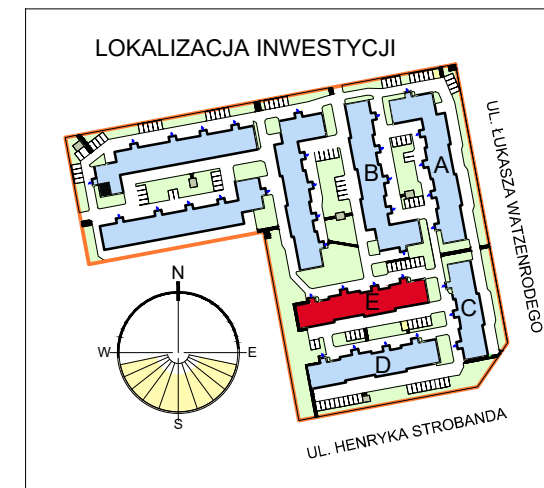 LOKALIZACJA INWESTYCJI
UL. ŁUKASZA WATZENRODEGO
A
B
N
E
C
W
E
D
S
UL. HENRYKA STROBANDA